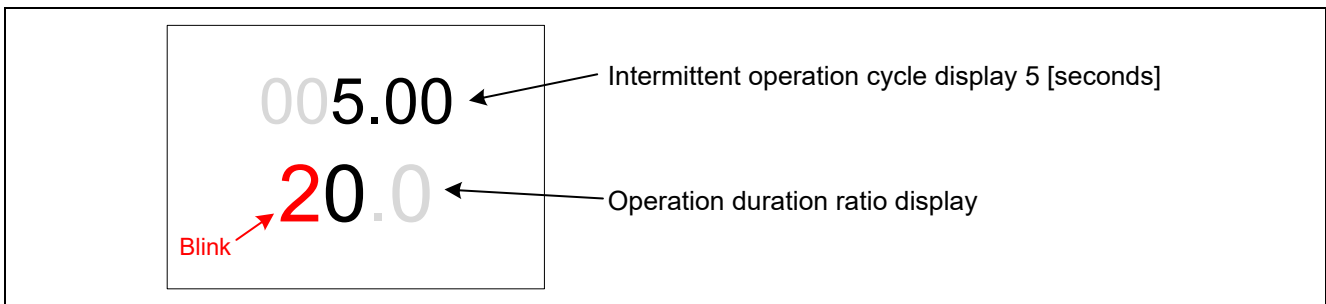 005.00
Intermittent operation cycle display 5 [seconds]
20.0
Operation duration ratio display
Blink